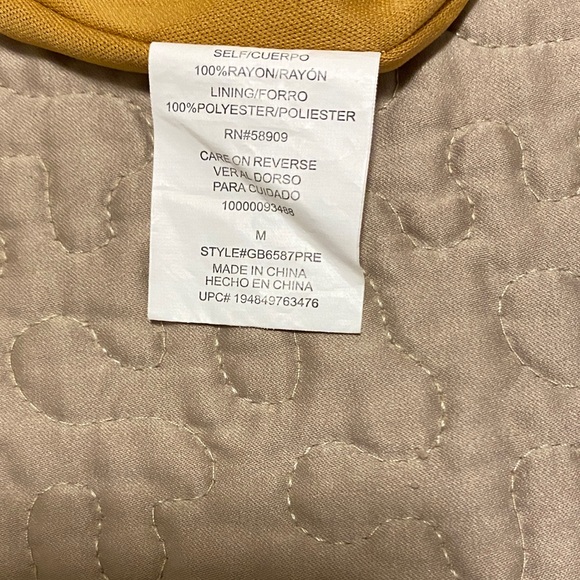 SELF/CUERPO
100%RAYON/RAYÓN
LINING/FORRO
100%POLYESTER/POLIESTER
RN#58909
CARE ON REVERSE
VER AL DORSO
PARA CUIDADO
10000093488
M
STYLE#GB6587PRE
MADE IN CHINA
HECHO EN CHINA
UPC# 194849763476